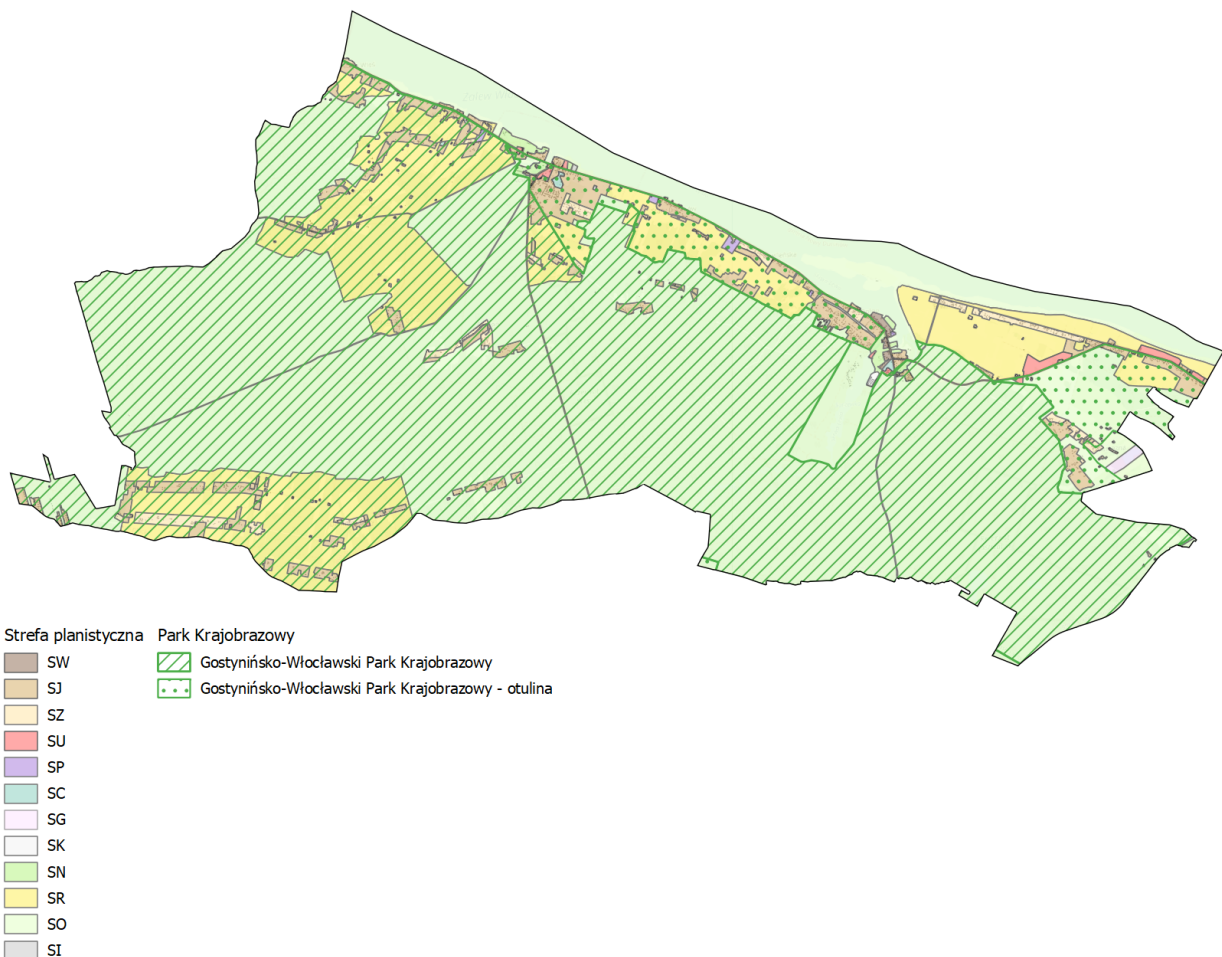 Strefa planistyczna Park Krajobrazowy
SW Gostynińsko-Włocławski Park Krajobrazowy
SJ Gostynińsko-Włocławski Park Krajobrazowy - otulina
SZ
SU
SP
SC
SG
SK
SN
SR
SO
SI